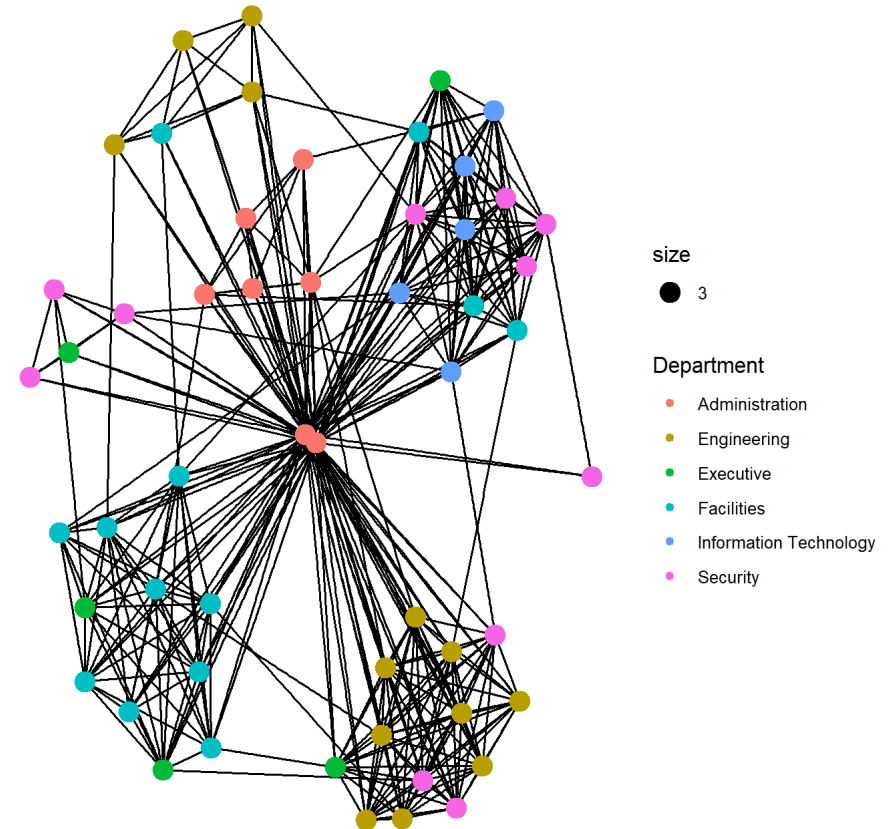 size
3
Department
Administration
Engineering
Executive
Facilities
Information Technology
Security